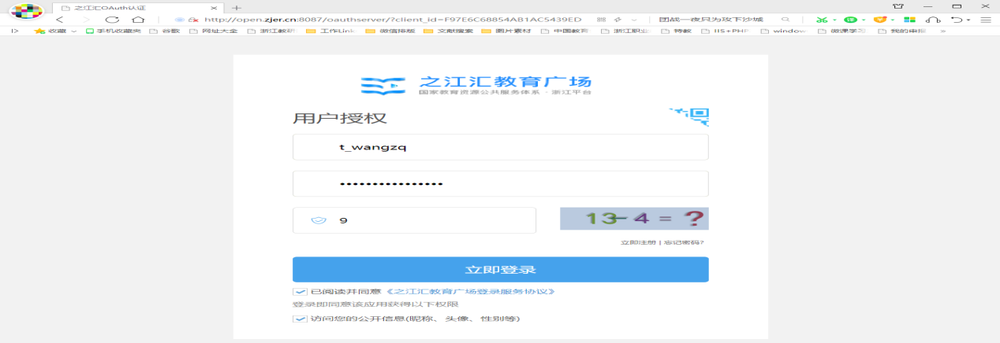 之江汇OAuth认证
http://open.zjer.cn:8087/oauthserver/?client_id=F97E6C68854AB1AC5439ED
团战一夜只为攻下沙城
收藏 手机收藏夹 谷歌 网址大全 浙江教研 工作Link 微信排版 文献搜索 图片素材 中国教育 浙江职业 特教 IIS+PHP window 微课学习 我的申报 »
之江汇教育广场
国家教育资源公共服务体系 · 浙江平台
用户授权
t_wangzq
••••••••••••••••
9
13-4=?
立即注册 | 忘记密码?
立即登录
已阅读并同意《之江汇教育广场登录服务协议》
登录即同意该应用获得以下权限
访问您的公开信息(昵称、头像、性别等)